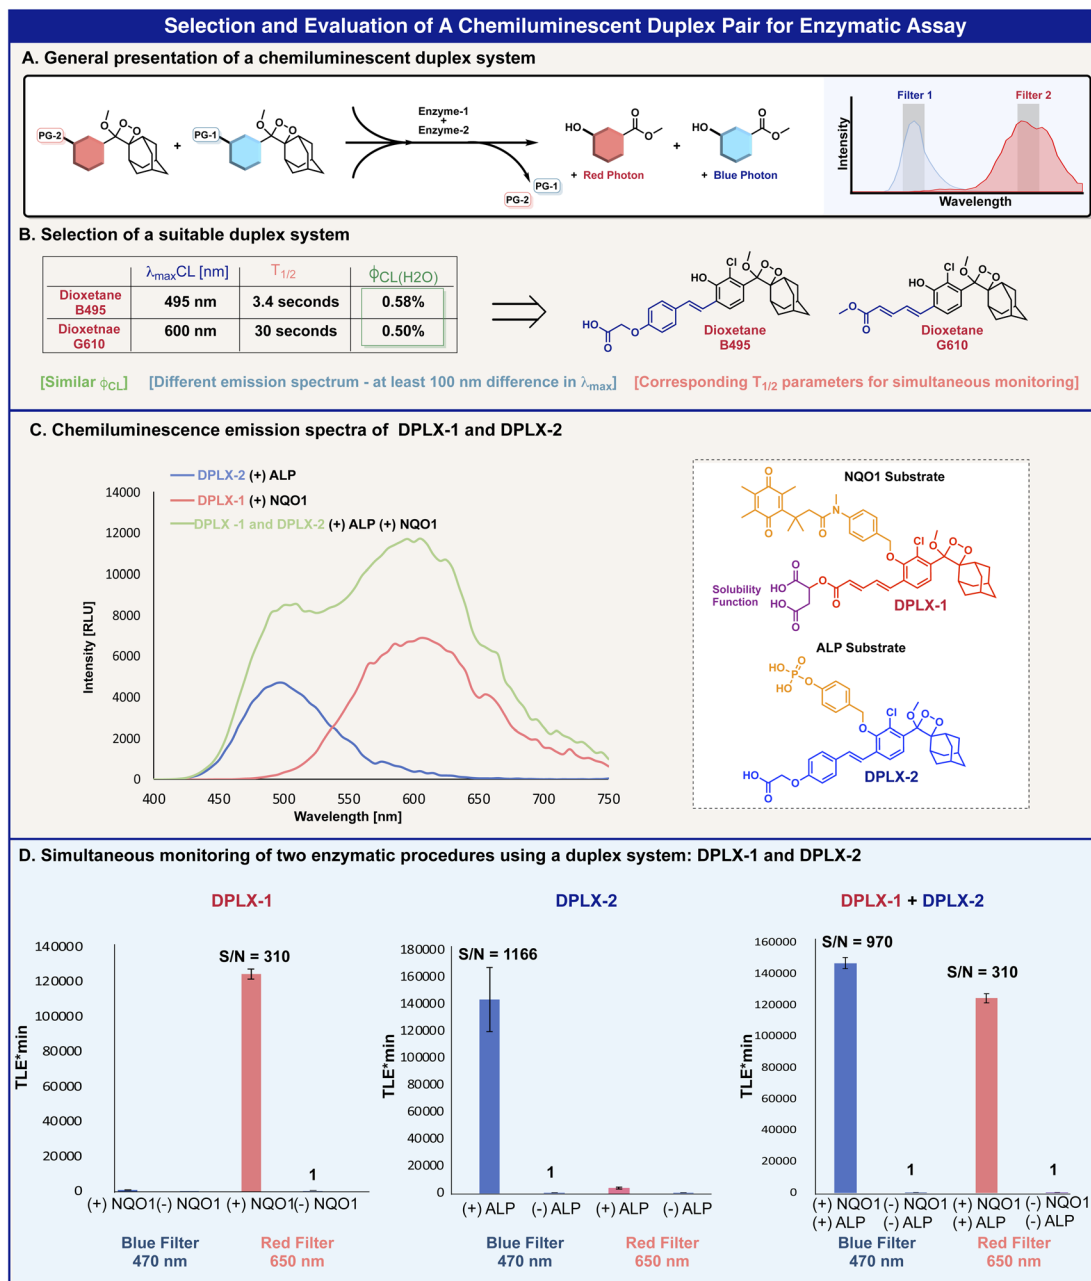 Selection and Evaluation of A Chemiluminescent Duplex Pair for Enzymatic Assay
A. General presentation of a chemiluminescent duplex system
PG-2
O
O
O
+
PG-1
O
O
O
Enzyme-1
+
Enzyme-2
PG-1
PG-2
HO
O
O
+ Red Photon
+
HO
O
O
+ Blue Photon
Filter 1
Filter 2
Intensity
Wavelength
B. Selection of a suitable duplex system
λmaxCL [nm]
T1/2
ϕCL(H2O)
Dioxetane
B495
495 nm
3.4 seconds
0.58%
Dioxetnae
G610
600 nm
30 seconds
0.50%
HO
O
O
HO
Cl
O
O
O
Dioxetane
B495
O
O
HO
Cl
O
O
O
Dioxetane
G610
[Similar ϕCL]
[Different emission spectrum - at least 100 nm difference in λmax]
[Corresponding T1/2 parameters for simultaneous monitoring]
C. Chemiluminescence emission spectra of DPLX-1 and DPLX-2
DPLX-2 (+) ALP
DPLX-1 (+) NQO1
DPLX -1 and DPLX-2 (+) ALP (+) NQO1
Intensity [RLU]
14000
12000
10000
8000
6000
4000
2000
0
400
450
500
550
600
650
700
750
Wavelength [nm]
NQO1 Substrate
O
O
O
N
O
Cl
O
O
O
Solubility
Function
HO
O
O
O
HO
O
DPLX-1
ALP Substrate
HO
O
P
HO
O
O
Cl
O
O
O
HO
O
O
DPLX-2
D. Simultaneous monitoring of two enzymatic procedures using a duplex system: DPLX-1 and DPLX-2
DPLX-1
TLE*min
140000
120000
100000
80000
60000
40000
20000
0
S/N = 310
1
(+) NQO1
(-) NQO1
(+) NQO1
(-) NQO1
Blue Filter
470 nm
Red Filter
650 nm
DPLX-2
TLE*min
180000
160000
140000
120000
100000
80000
60000
40000
20000
0
S/N = 1166
1
(+) ALP
(-) ALP
(+) ALP
(-) ALP
Blue Filter
470 nm
Red Filter
650 nm
DPLX-1 + DPLX-2
TLE*min
160000
140000
120000
100000
80000
60000
40000
20000
0
S/N = 970
S/N = 310
1
1
(+) NQO1
(+) ALP
(-) NQO1
(-) ALP
(+) NQO1
(+) ALP
(-) NQO1
(-) ALP
Blue Filter
470 nm
Red Filter
650 nm